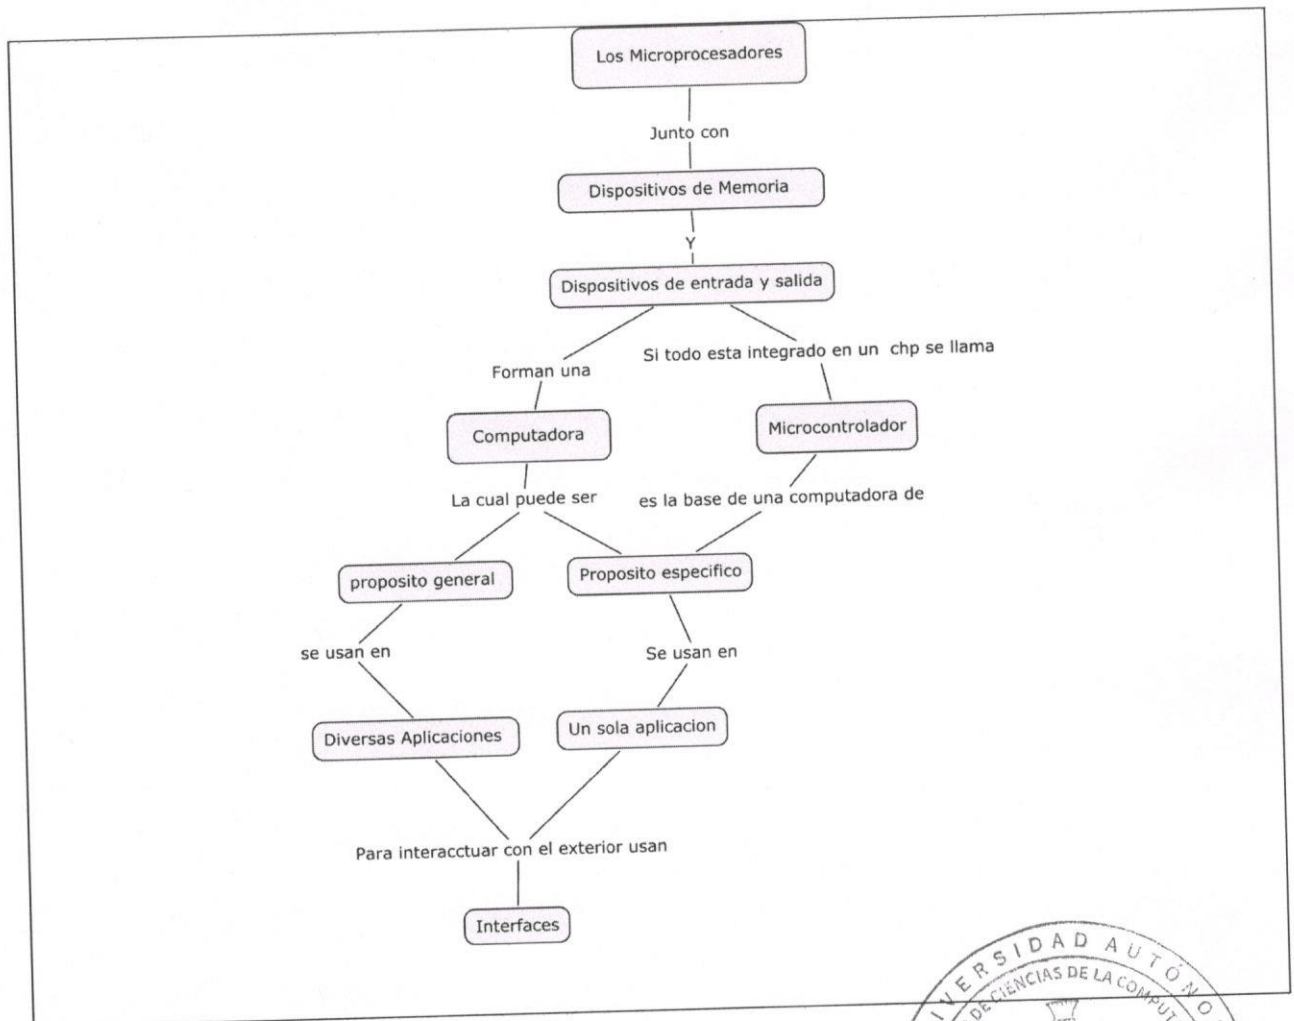 Los Microprocesadores
Junto con
Dispositivos de Memoria
Y
Dispositivos de entrada y salida
Forman una
Si todo esta integrado en un chp se llama
Computadora
Microcontrolador
La cual puede ser
es la base de una computadora de
proposito general
Proposito especifico
se usan en
Se usan en
Diversas Aplicaciones
Un sola aplicacion
Para interacctuar con el exterior usan
Interfaces
DE CIENCIAS DE LA